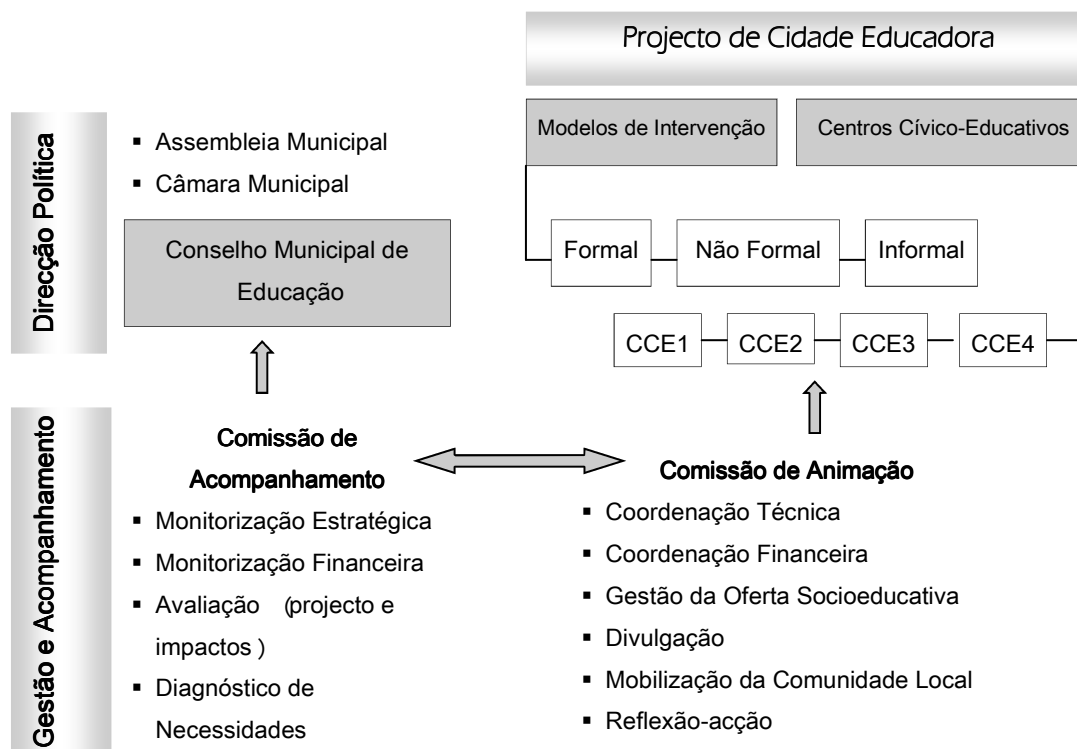 Projecto de Cidade Educadora
Direcção Política
▪ Assembleia Municipal
▪ Câmara Municipal
Conselho Municipal de
Educação
Modelos de Intervenção
Centros Cívico-Educativos
Formal
Não Formal
Informal
CCE1
CCE2
CCE3
CCE4
Gestão e Acompanhamento
Comissão de
Acompanhamento
▪ Monitorização Estratégica
▪ Monitorização Financeira
▪ Avaliação (projecto e
impactos )
▪ Diagnóstico de
Necessidades
Comissão de Animação
▪ Coordenação Técnica
▪ Coordenação Financeira
▪ Gestão da Oferta Socioeducativa
▪ Divulgação
▪ Mobilização da Comunidade Local
▪ Reflexão-acção